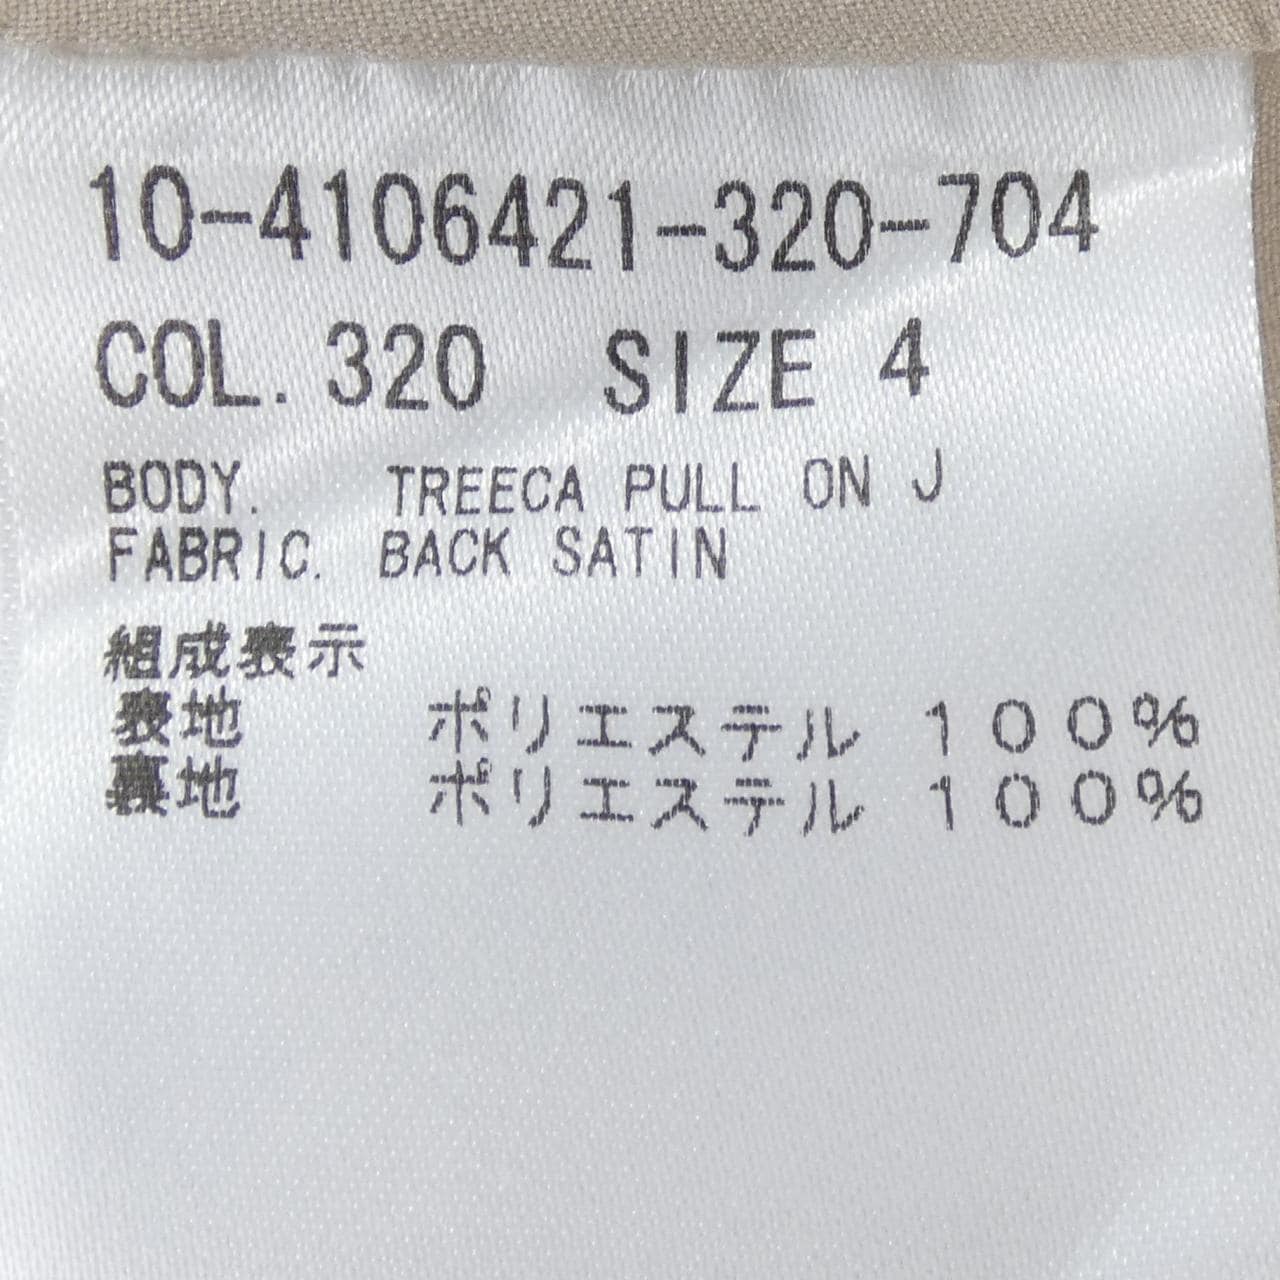 10-4106421-320-704
COL. 320 SIZE 4
BODY. TREECA PULL ON J
FABRIC. BACK SATIN
組成表示
表地 ポリエステル 100%
裏地 ポリエステル 100%